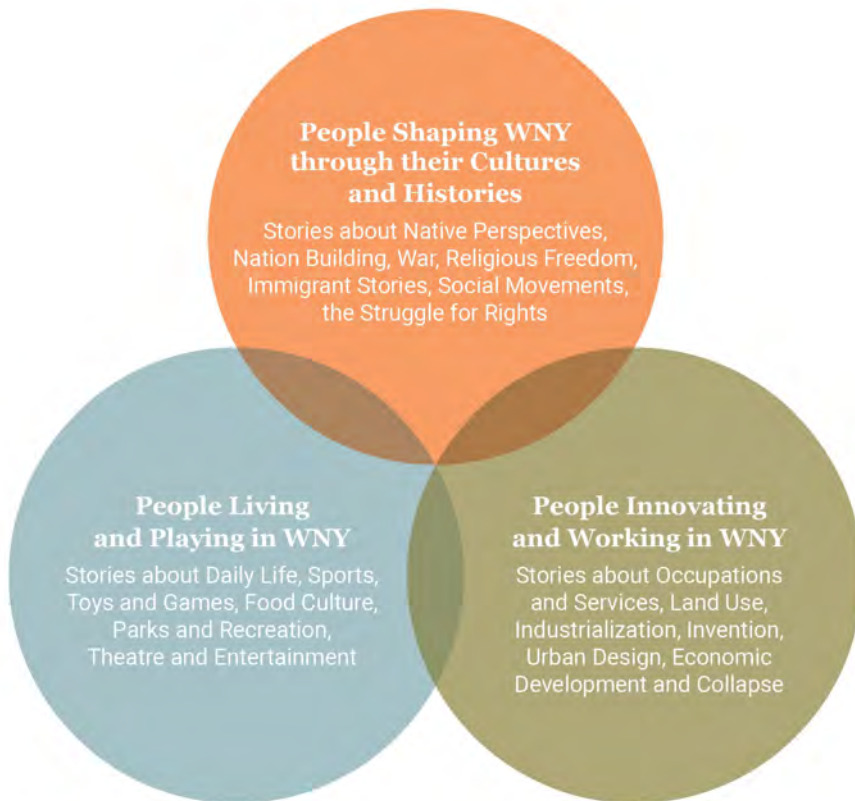 People Shaping WNY
through their Cultures
and Histories
Stories about Native Perspectives,
Nation Building, War, Religious Freedom,
Immigrant Stories, Social Movements,
the Struggle for Rights
People Living
and Playing in WNY
Stories about Daily Life, Sports,
Toys and Games, Food Culture,
Parks and Recreation,
Theatre and Entertainment
People Innovating
and Working in WNY
Stories about Occupations
and Services, Land Use,
Industrialization, Invention,
Urban Design, Economic
Development and Collapse